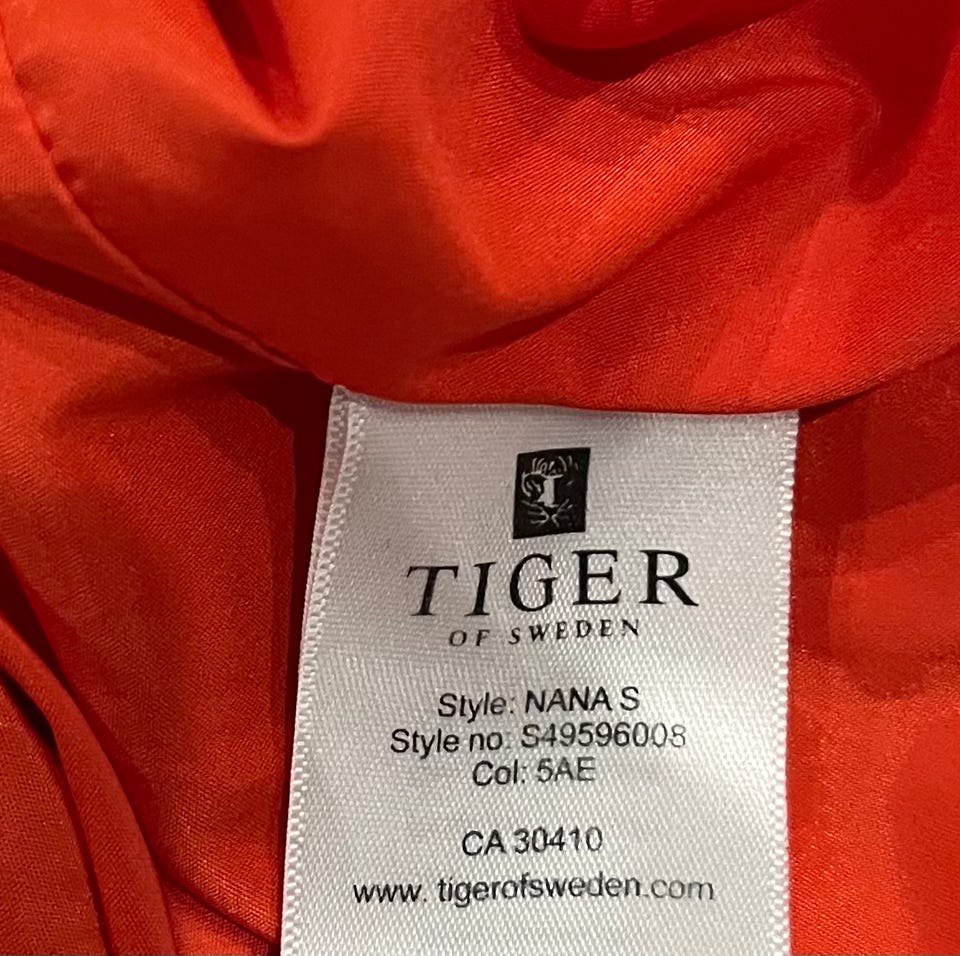 TIGER
OF SWEDEN
Style: NANA S
Style no: S49596008
Col: 5AE
CA 30410
www. tigerofsweden.com